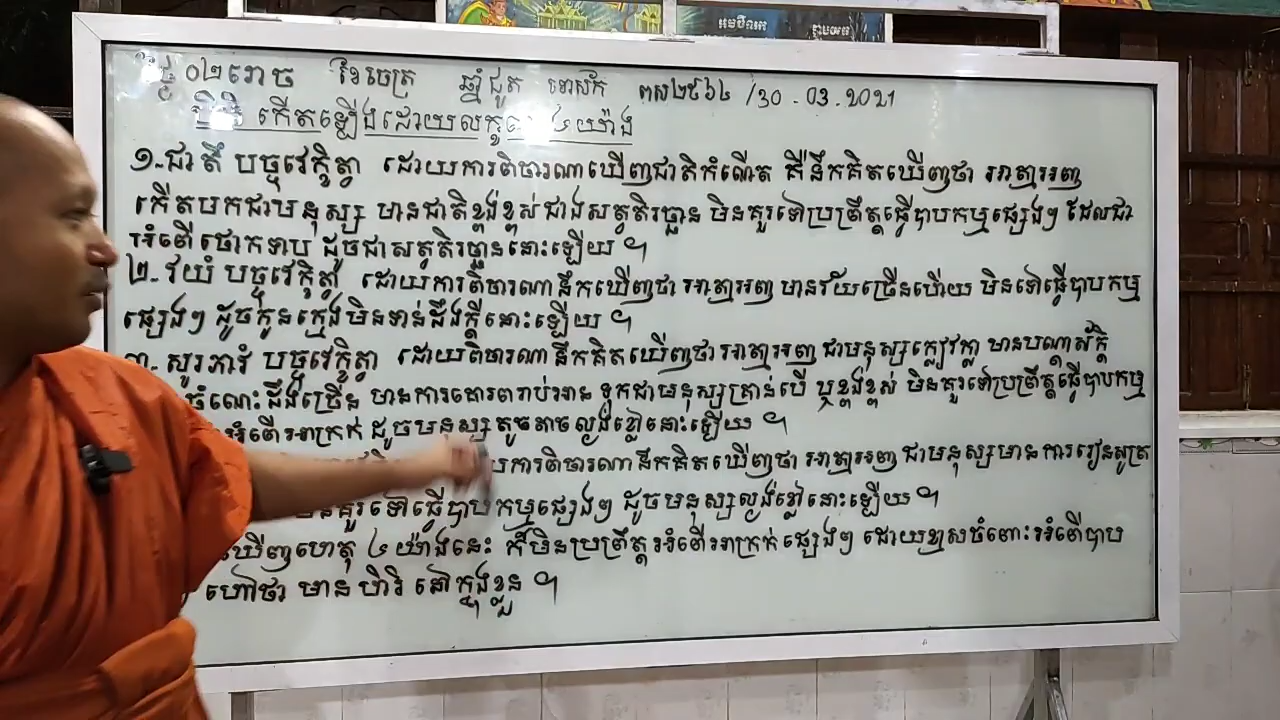 ថ្ងៃ ០២រោច ខែចេត្រ ឆ្នាំជូត ទោស័ក ពស២៥៦៤ /30 . 03 . 2021
ហិរិ កើតឡើងដោយលក្ខណៈ ៤ យ៉ាង
១-ជាតឹ បច្ចវេក្ខិត្វា ដោយការពិចារណាឃើញជាតិកំណើត គឺនឹកគិតឃើញថា អាត្មាអញ
កើតមកជាមនុស្ស មានជាតិខ្ពង់ខ្ពស់ជាងសត្វតិរច្ឆាន មិនគួរទៅប្រព្រឹត្តធ្វើបាបកម្មផ្សេងៗ ដែលជា
អំពើថោកទាប ដូចជាសត្វតិរច្ឆាននោះឡើយ ។
២-វយំ បច្ចវេក្ខិត្វា ដោយការពិចារណានឹកឃើញថា អាត្មាអញ មានវ័យច្រើនហើយ មិនទៅធ្វើបាបកម្ម
ផ្សេងៗ ដូចកូនក្មេងមិនទាន់ដឹងក្តីនោះឡើយ ។
៣- សូរភាវំ បច្ចវេក្ខិត្វា ដោយពិចារណា នឹកគិតឃើញថា អាត្មាអញ ជាមនុស្សក្លៀវក្លា មានបណ្ដាស័ក្តិ
ចំណេះដឹងច្រើន មានការគោរពរាប់អាន ទុកជាមនុស្សគ្រាន់បើ ឬខ្ពង់ខ្ពស់ មិនគួរទៅប្រព្រឹត្តធ្វើបាបកម្ម
អំពើអាក្រក់ ដូចមនុស្សតូចតាចល្ងង់ខ្លៅនោះឡើយ ។
ការពិចារណានឹកគិតឃើញថា អាត្មាអញ ជាមនុស្សមានការរៀនសូត្រ
មិនគួរទៅធ្វើបាបកម្មផ្សេងៗ ដូចមនុស្សល្ងង់ខ្លៅនោះឡើយ ។
ឃើញហេតុ ៤ យ៉ាងនេះ ក៏មិនប្រព្រឹត្តអំពើអាក្រក់ផ្សេងៗ ដោយខ្មាសចំពោះអំពើបាប
ហៅថា មាន ហិរិ នៅក្នុងខ្លួន ។